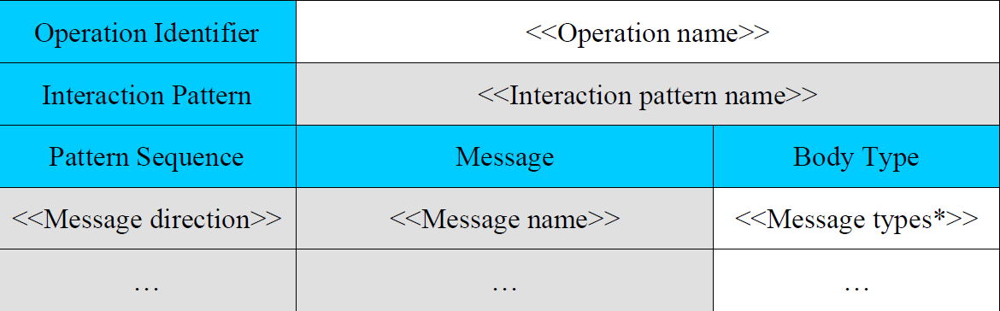 Operation Identifier <<Operation name>>
Interaction Pattern <<Interaction pattern name>>
Pattern Sequence Message Body Type
<<Message direction>> <<Message name>> <<Message types*>>
… … …